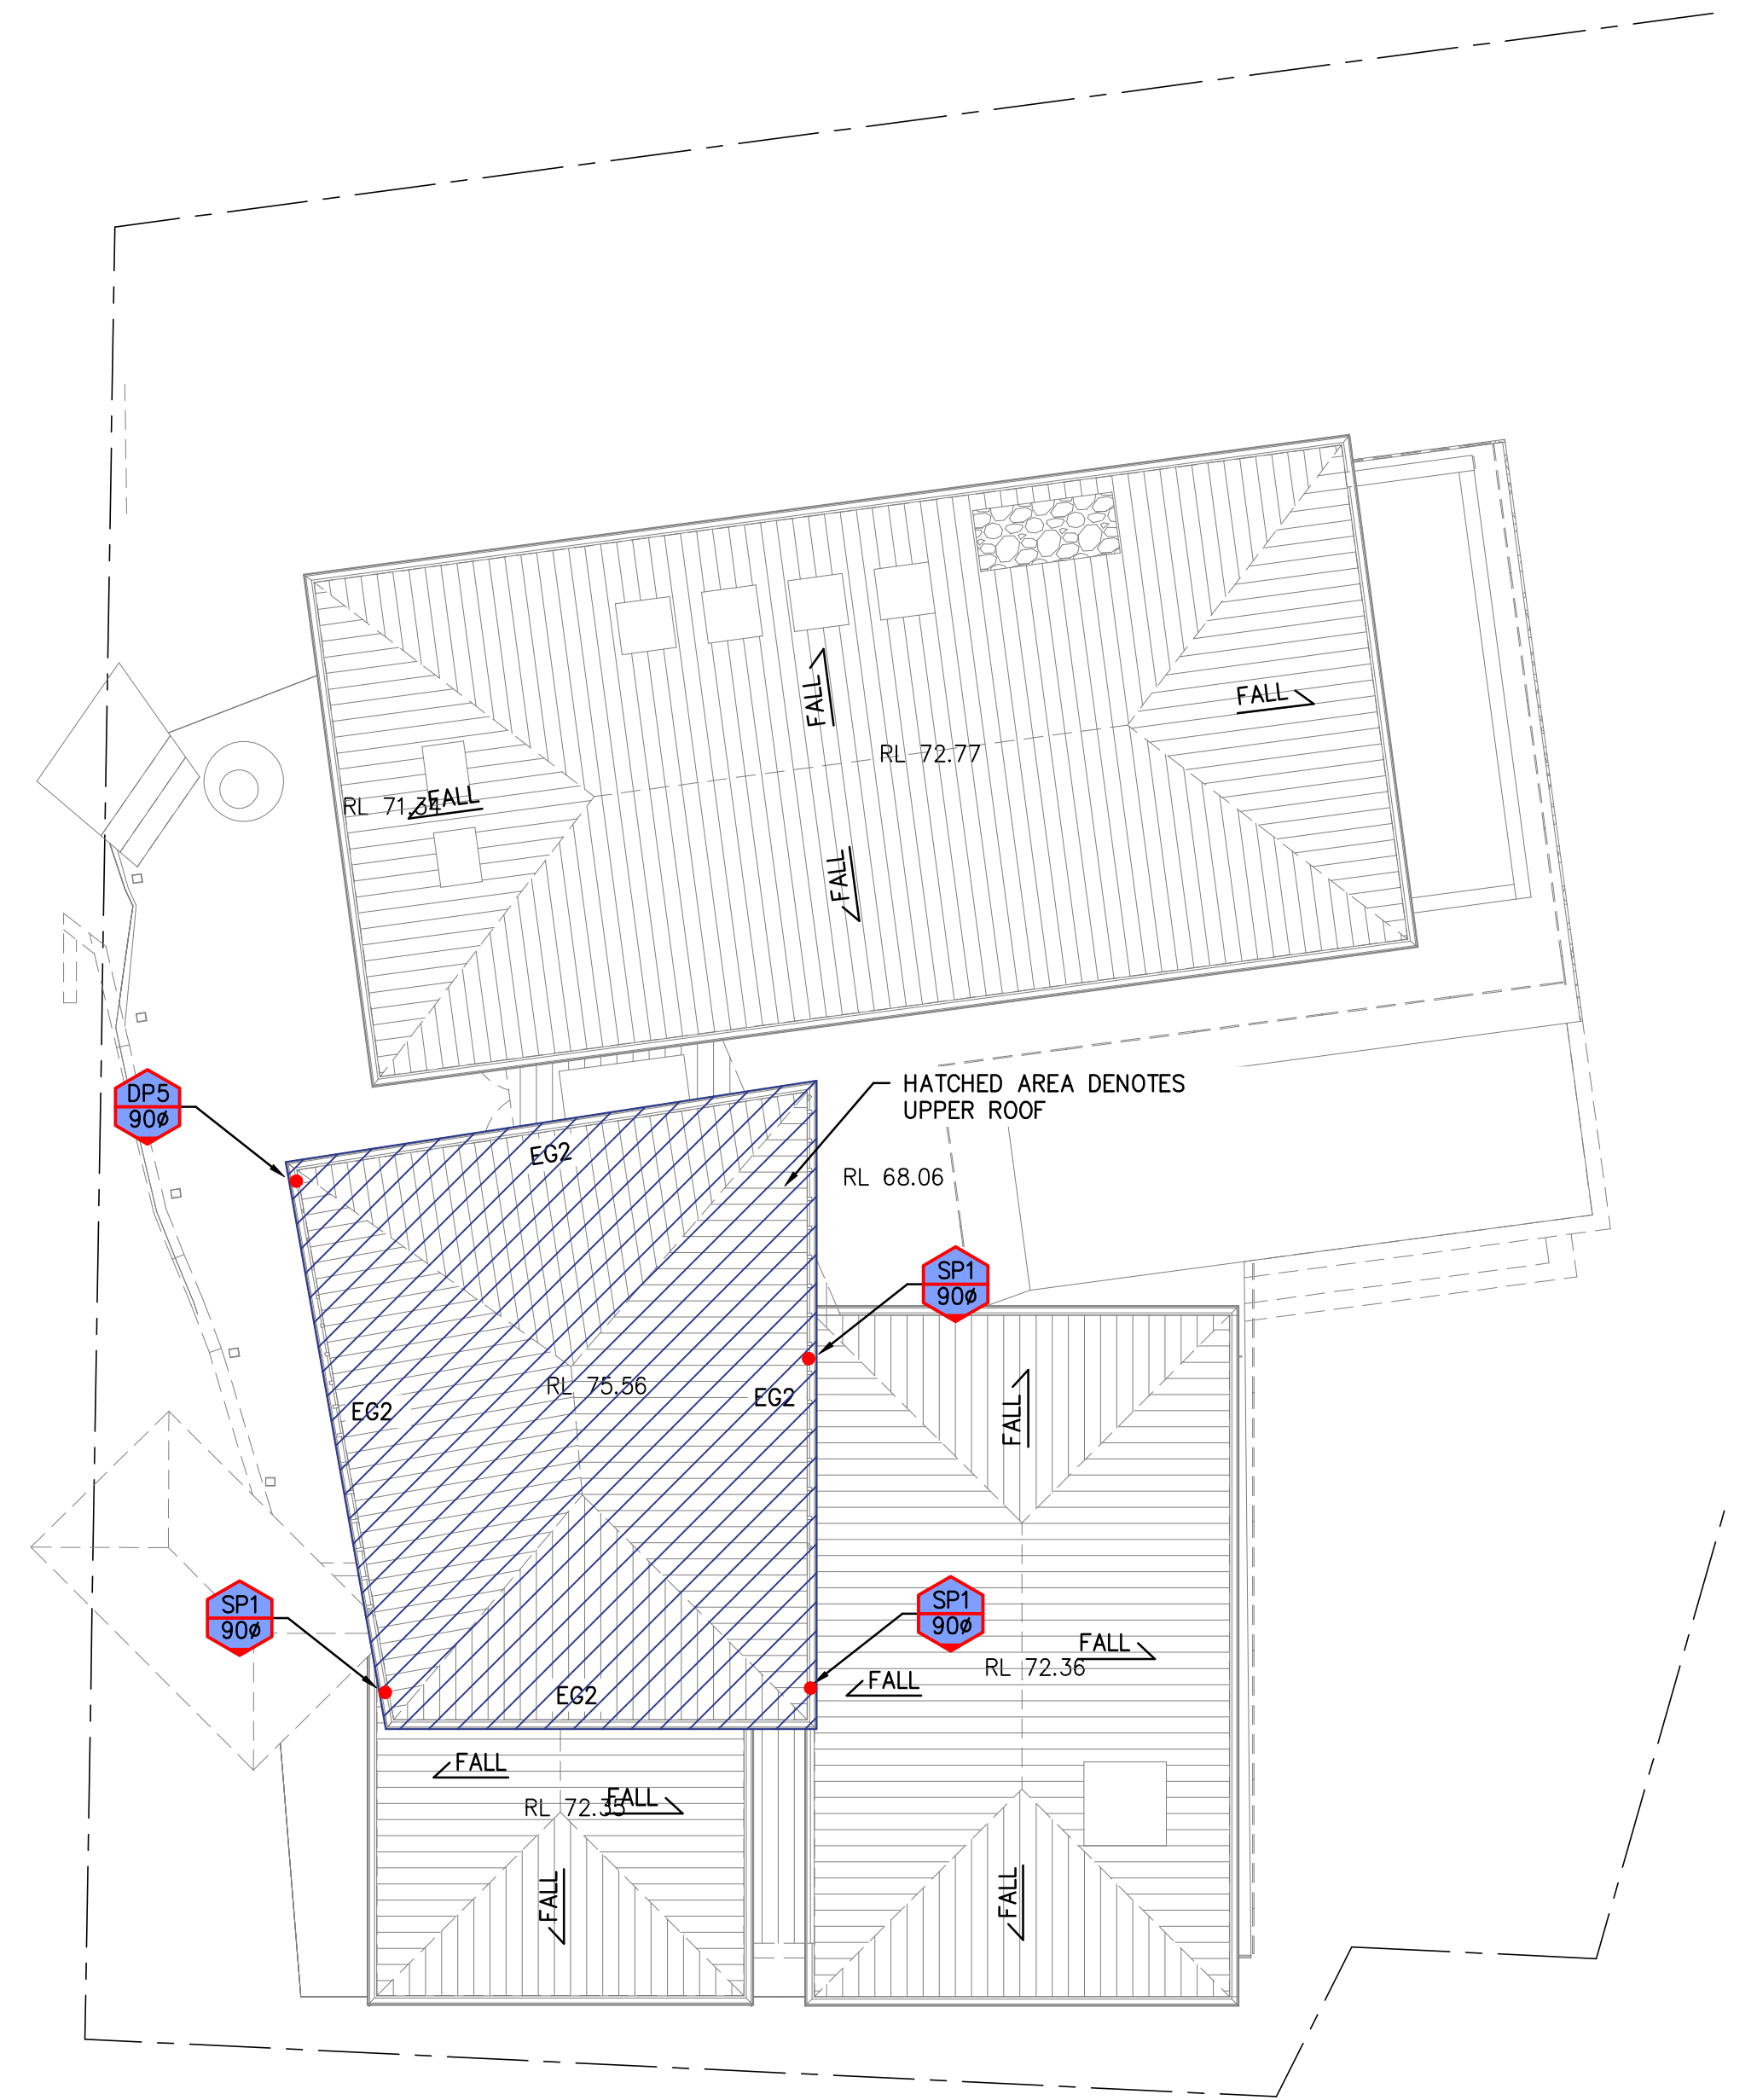 FALL
FALL
RL 72.77
FALL
RL 71.34
FALL
HATCHED AREA DENOTES
UPPER ROOF
DP5
90ø
EG2
RL 68.06
SP1
90ø
RL 75.56
EG2
EG2
FALL
SP1
90ø
SP1
90ø
FALL
RL 72.36
FALL
EG2
FALL
FALL
RL 72.35
FALL
FALL